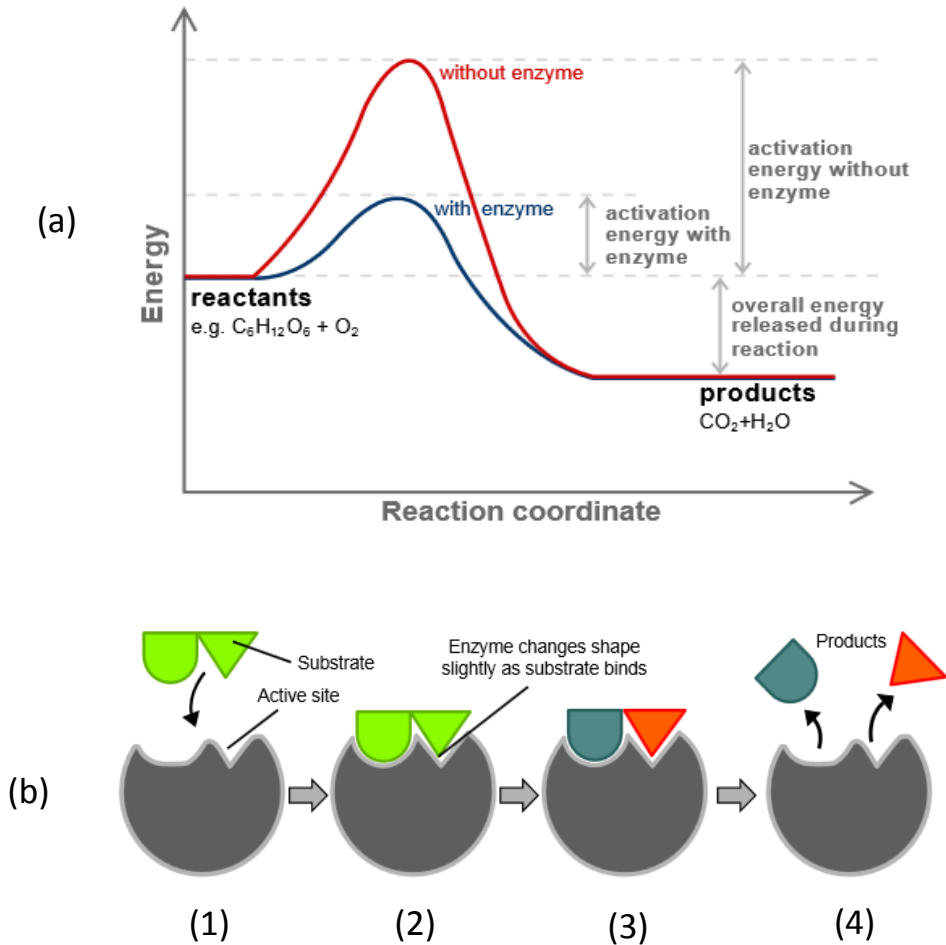 without enzyme
activation
energy without
enzyme
(a)
with enzyme
activation
energy with
enzyme
Energy
reactants
e.g. C₆H₁₂O₆ + O₂
overall energy
released during
reaction
products
CO₂+H₂O
Reaction coordinate
Substrate
Active site
Enzyme changes shape
slightly as substrate binds
Products
(b)
(1)
(2)
(3)
(4)